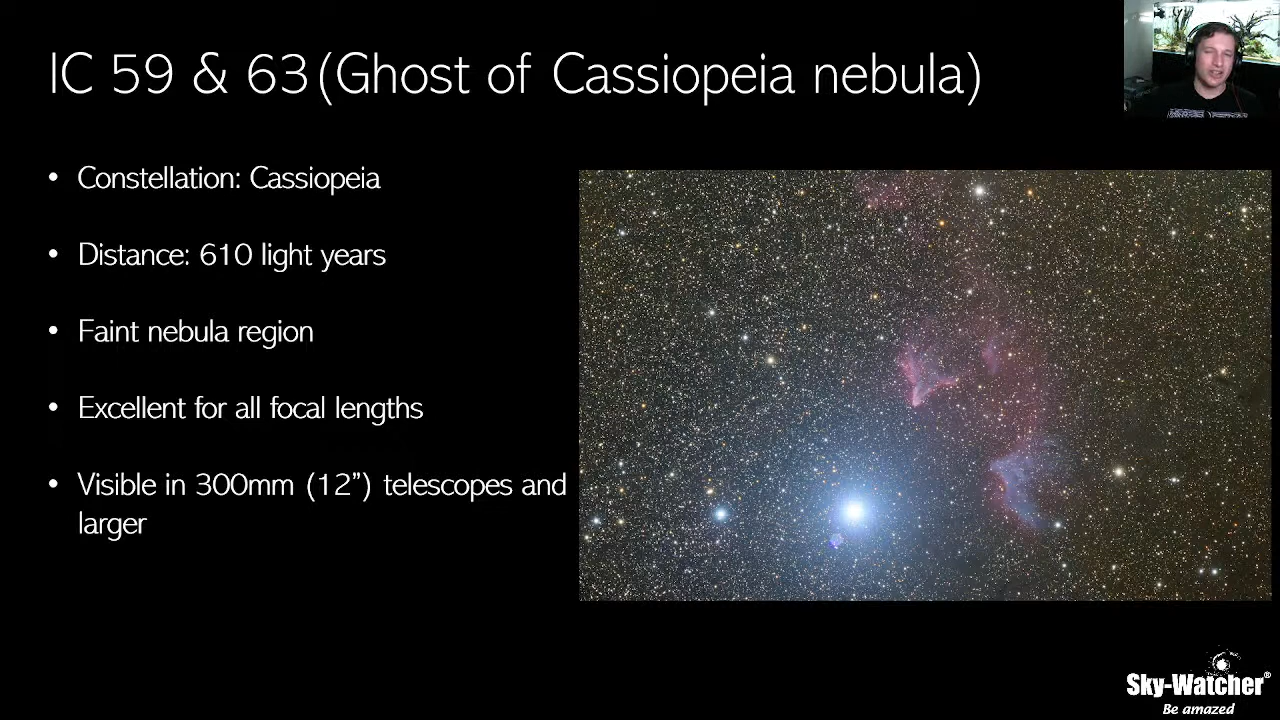 IC 59 & 63(Ghost of Cassiopeia nebula)
• Constellation: Cassiopeia
• Distance: 610 light years
• Faint nebula region
• Excellent for all focal lengths
• Visible in 300mm (12”) telescopes and
larger
Sky-Watcher®
Be amazed